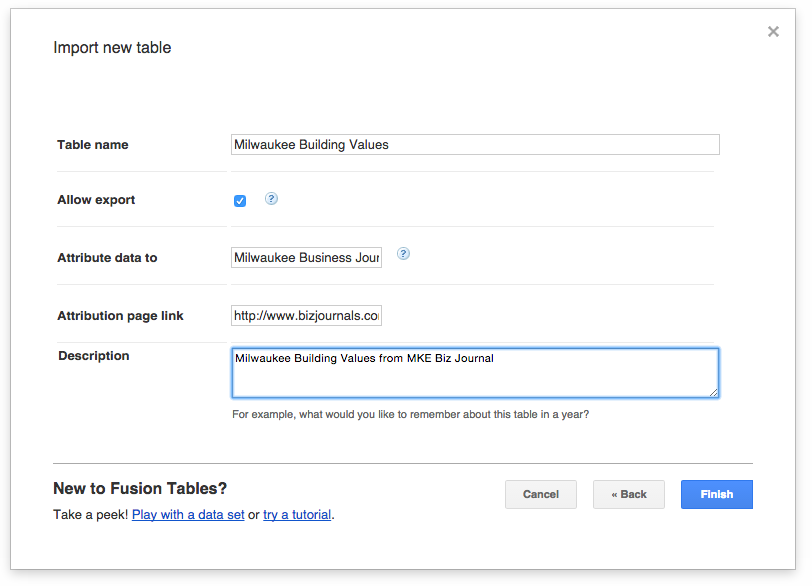 Import new table
×
Table name Milwaukee Building Values
Allow export ?
Attribute data to Milwaukee Business Jour ?
Attribution page link http://www.bizjournals.co
Description Milwaukee Building Values from MKE Biz Journal
For example, what would you like to remember about this table in a year?
New to Fusion Tables?
Take a peek! Play with a data set or try a tutorial.
Cancel « Back Finish